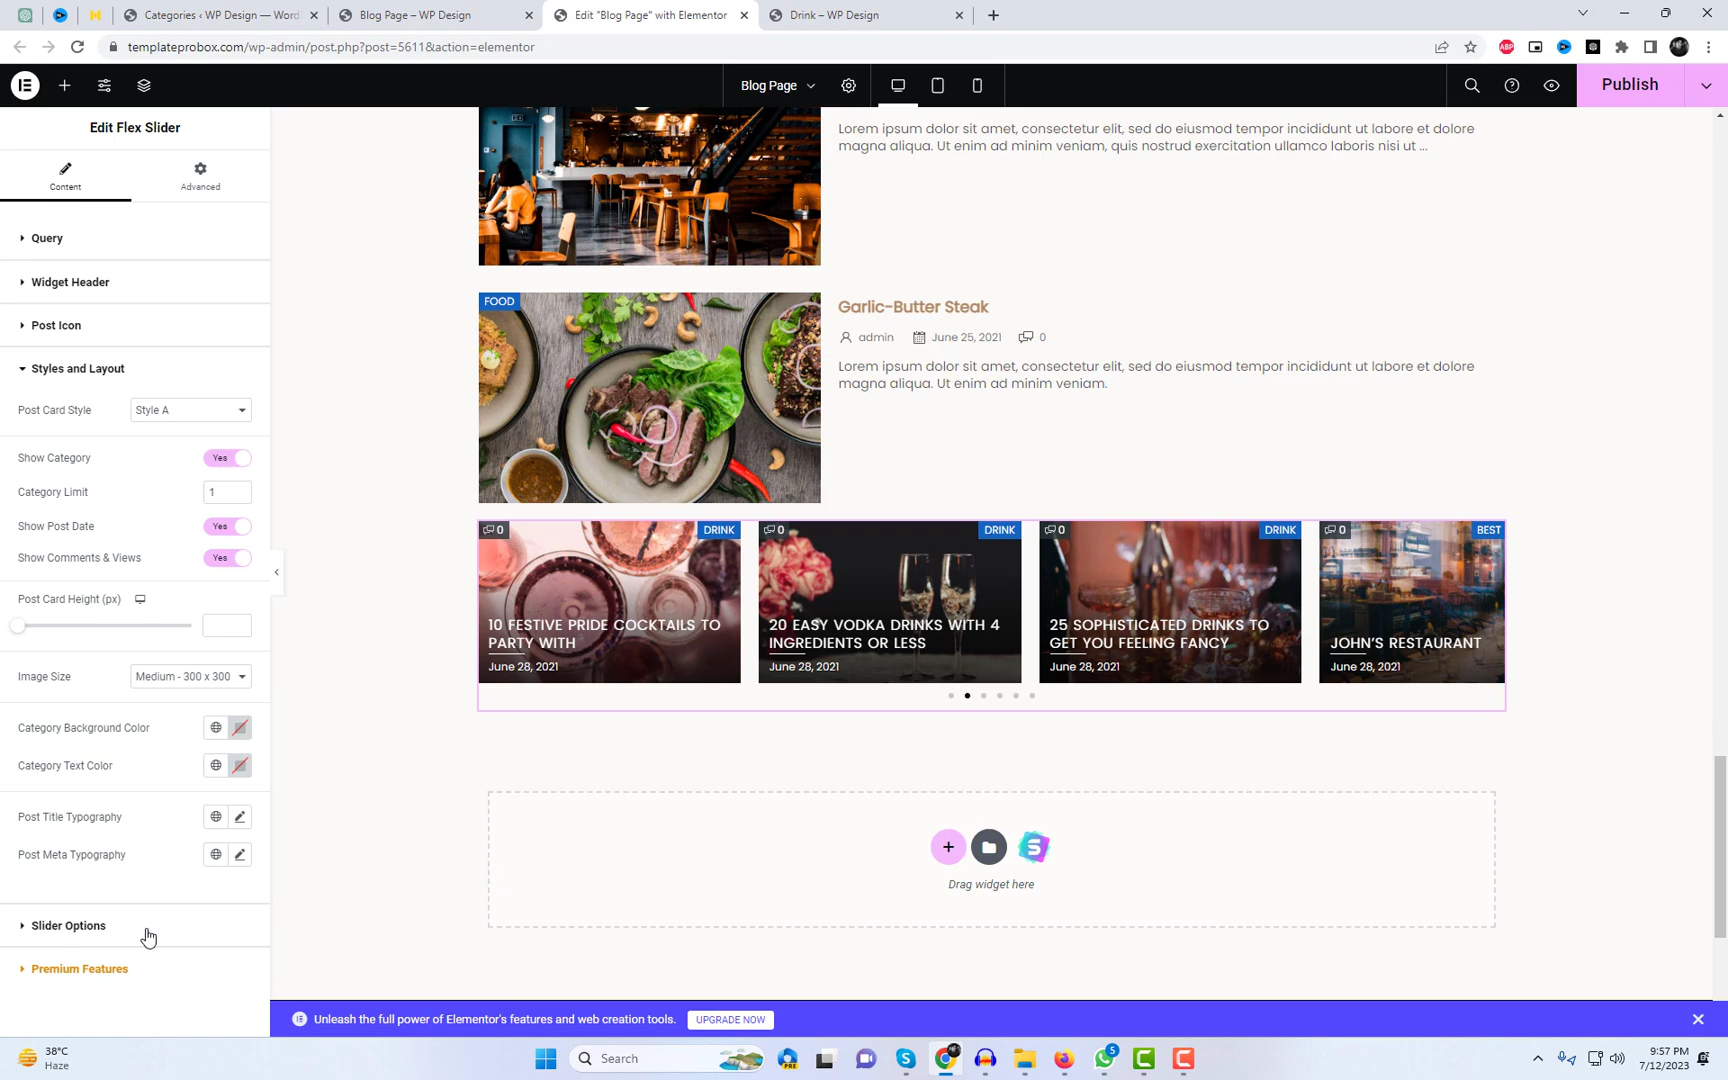 Categories ‹ WP Design — Word
Blog Page – WP Design
Edit "Blog Page" with Elementor
Drink – WP Design
templateprobox.com/wp-admin/post.php?post=5611&action=elementor
ABP
Blog Page
Publish
Edit Flex Slider
Content
Advanced
Query
Widget Header
Post Icon
Styles and Layout
Post Card Style
Style A
Show Category
Yes
Category Limit
1
Show Post Date
Yes
Show Comments & Views
Yes
Post Card Height (px)
Image Size
Medium - 300 x 300
Category Background Color
Category Text Color
Post Title Typography
Post Meta Typography
Slider Options
Premium Features
Lorem ipsum dolor sit amet, consectetur elit, sed do eiusmod tempor incididunt ut labore et dolore
magna aliqua. Ut enim ad minim veniam, quis nostrud exercitation ullamco laboris nisi ut ...
FOOD
Garlic-Butter Steak
admin
June 25, 2021
0
Lorem ipsum dolor sit amet, consectetur elit, sed do eiusmod tempor incididunt ut labore et dolore
magna aliqua. Ut enim ad minim veniam.
0
DRINK
10 FESTIVE PRIDE COCKTAILS TO
PARTY WITH
June 28, 2021
0
DRINK
20 EASY VODKA DRINKS WITH 4
INGREDIENTS OR LESS
June 28, 2021
0
DRINK
25 SOPHISTICATED DRINKS TO
GET YOU FEELING FANCY
June 28, 2021
0
BEST
JOHN'S RESTAURANT
June 28, 2021
Drag widget here
Unleash the full power of Elementor's features and web creation tools.
UPGRADE NOW
38°C
Haze
Search
PRE
5
9:57 PM
7/12/2023